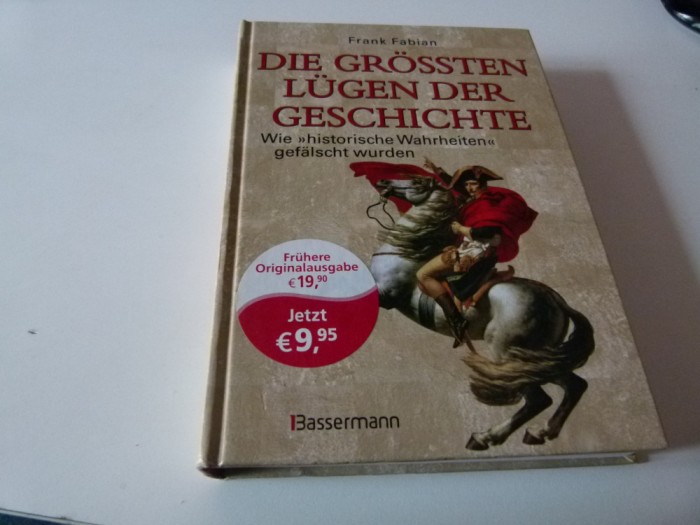 Frank Fabian
DIE GRÖSSTEN
LÜGEN DER
GESCHICHTE
Wie »historische Wahrheiten«
gefälscht wurden
Frühere
Originalausgabe
€ 19,90
Jetzt
€ 9,95
Bassermann